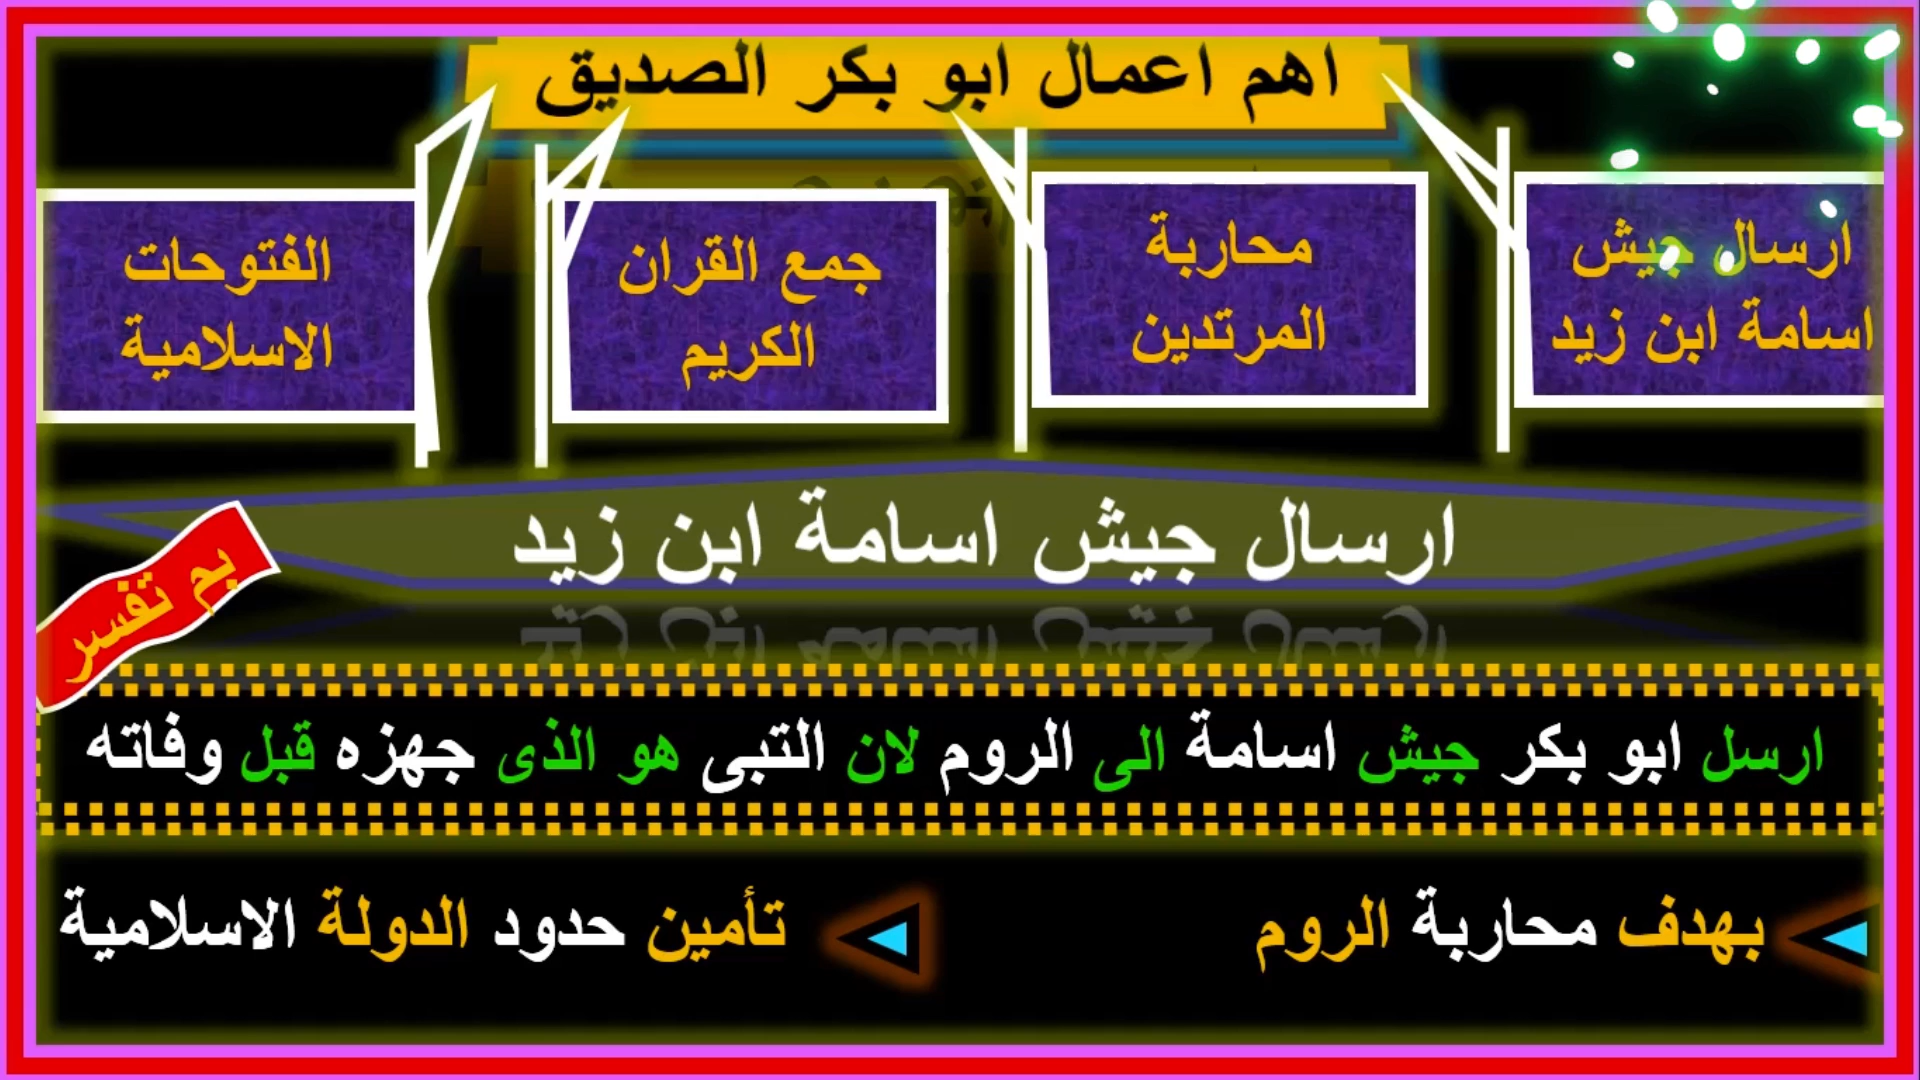 اهم اعمال ابو بكر الصديق
ارسال جيش
اسامة ابن زيد
محاربة
المرتدين
جمع القران
الكريم
الفتوحات
الاسلامية
ارسال جيش اسامة ابن زيد
بم تفسر
ارسل ابو بكر جيش اسامة الى الروم لان التبى هو الذى جهزه قبل وفاته
بهدف محاربة الروم
تأمين حدود الدولة الاسلامية